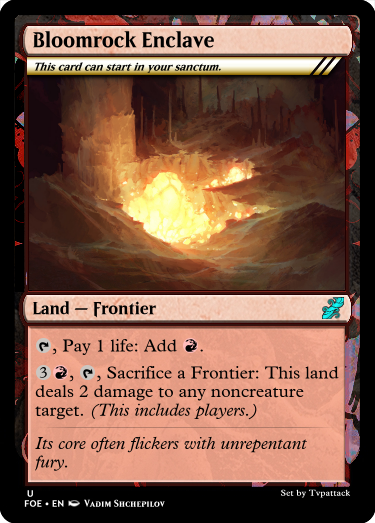 Bloomrock Enclave
This card can start in your sanctum.
Land — Frontier
, Pay 1 life: Add .
3 , , Sacrifice a Frontier: This land
deals 2 damage to any noncreature
target. (This includes players.)
Its core often flickers with unrepentant
fury.
U
FOE • EN Vadim Shchepilov
Set by Tvpattack